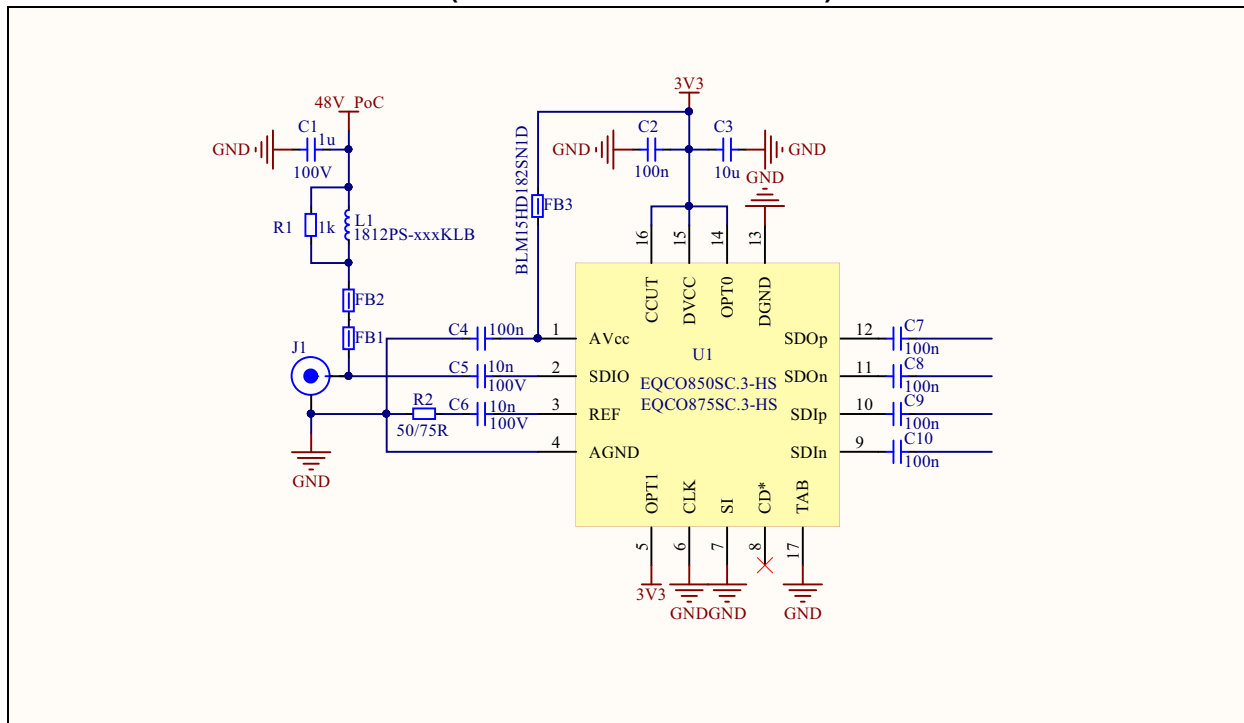 3V3
48V_PoC
C1
1u
100V
GND
C2
100n
GND
C3
10u
GND
GND
R1
1k
L1
1812PS-xxxKLB
BLM15HD182SN1D
FB3
FB2
FB1
16
15
14
13
CCUT
DVCC
OPT0
DGND
J1
C4
100n
1
AVcc
C5
10n
100V
2
SDIO
R2
50/75R
C6
10n
100V
3
REF
4
AGND
GND
U1
EQCO850SC.3-HS
EQCO875SC.3-HS
SDOp
12
C7
100n
SDOn
11
C8
100n
SDIp
10
C9
100n
SDIn
9
C10
100n
OPT1
CLK
SI
CD*
TAB
5
6
7
8
17
3V3
GND
GND
GND